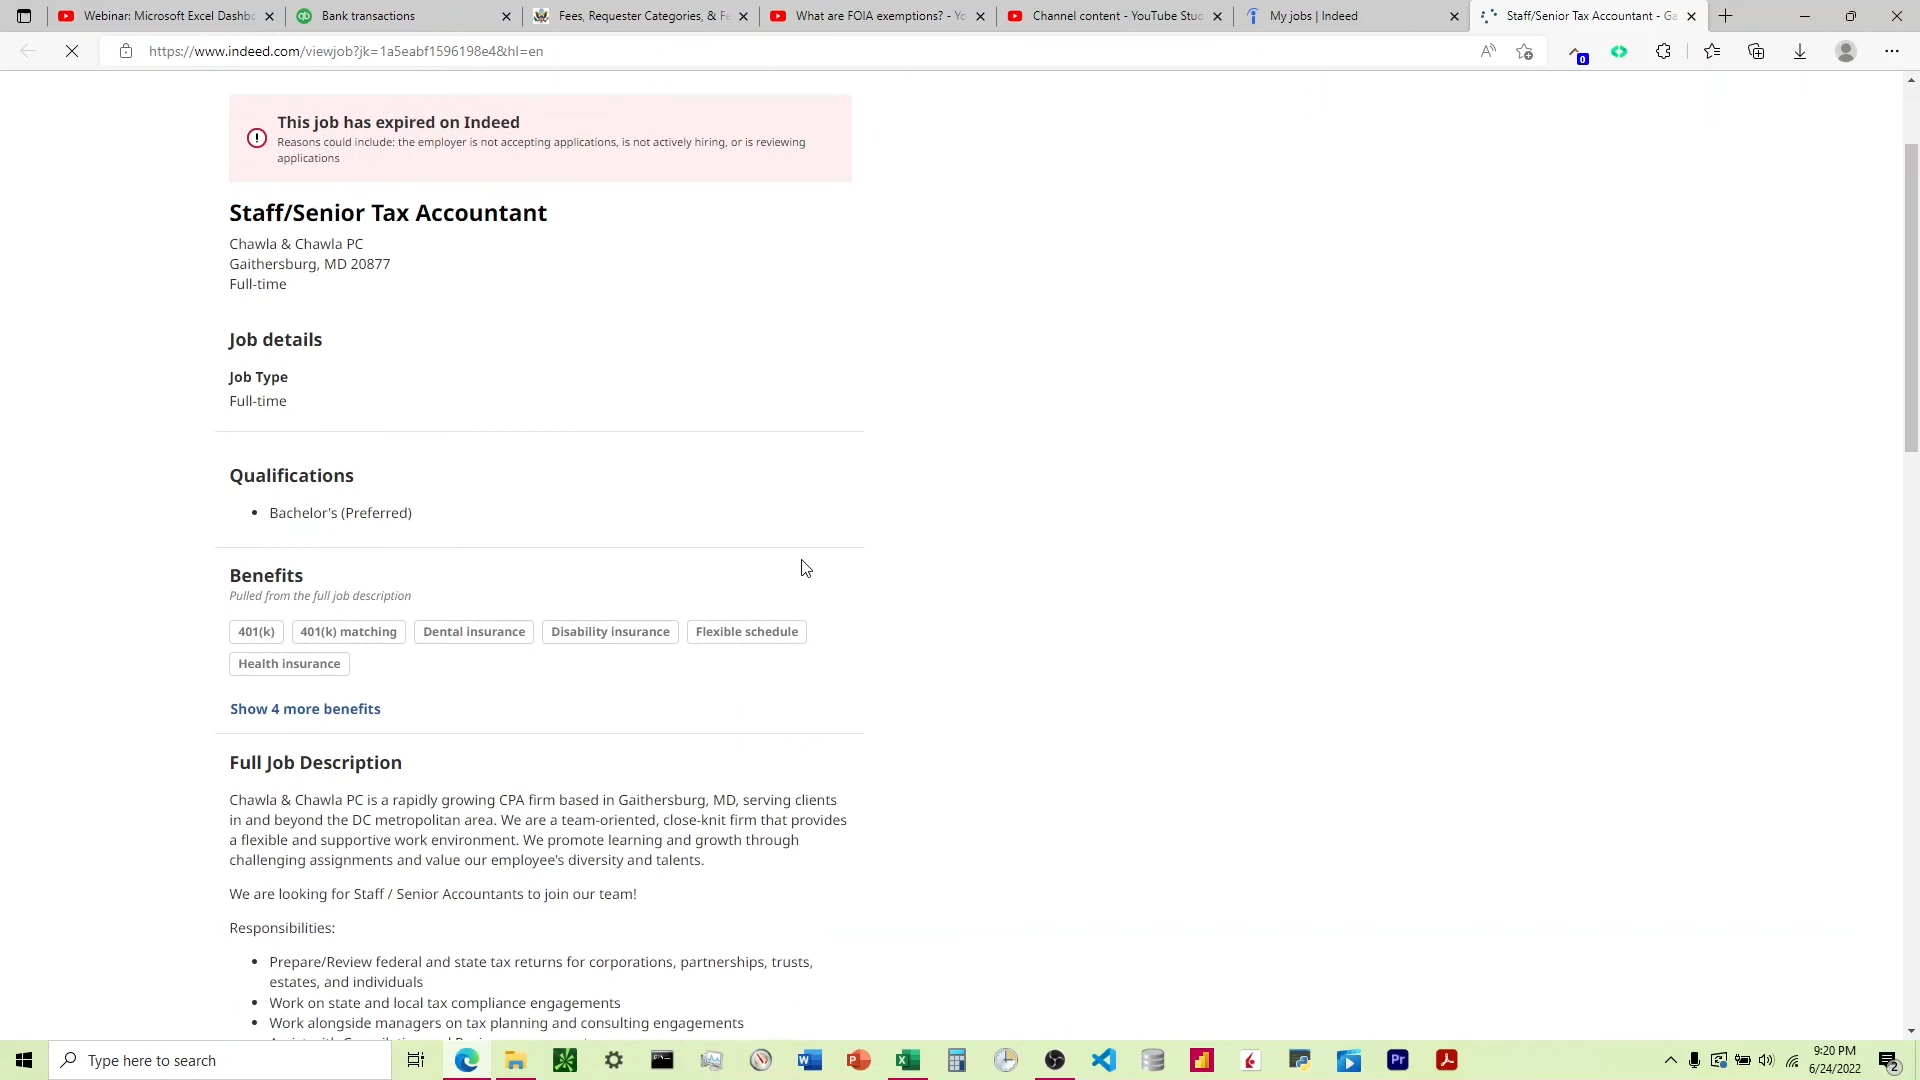 Webinar: Microsoft Excel Dashbo
Bank transactions
Fees, Requester Categories, & Fe
What are FOIA exemptions? - Yo
Channel content - YouTube Stud
My jobs | Indeed
Staff/Senior Tax Accountant - Ga
https://www.indeed.com/viewjob?jk=1a5eabf1596198e4&hl=en
0
This job has expired on Indeed
Reasons could include: the employer is not accepting applications, is not actively hiring, or is reviewing
applications
Staff/Senior Tax Accountant
Chawla & Chawla PC
Gaithersburg, MD 20877
Full-time
Job details
Job Type
Full-time
Qualifications
• Bachelor's (Preferred)
Benefits
Pulled from the full job description
401(k) 401(k) matching Dental insurance Disability insurance Flexible schedule
Health insurance
Show 4 more benefits
Full Job Description
Chawla & Chawla PC is a rapidly growing CPA firm based in Gaithersburg, MD, serving clients
in and beyond the DC metropolitan area. We are a team-oriented, close-knit firm that provides
a flexible and supportive work environment. We promote learning and growth through
challenging assignments and value our employee's diversity and talents.
We are looking for Staff / Senior Accountants to join our team!
Responsibilities:
• Prepare/Review federal and state tax returns for corporations, partnerships, trusts,
estates, and individuals
• Work on state and local tax compliance engagements
• Work alongside managers on tax planning and consulting engagements
Type here to search
9:20 PM
6/24/2022
2